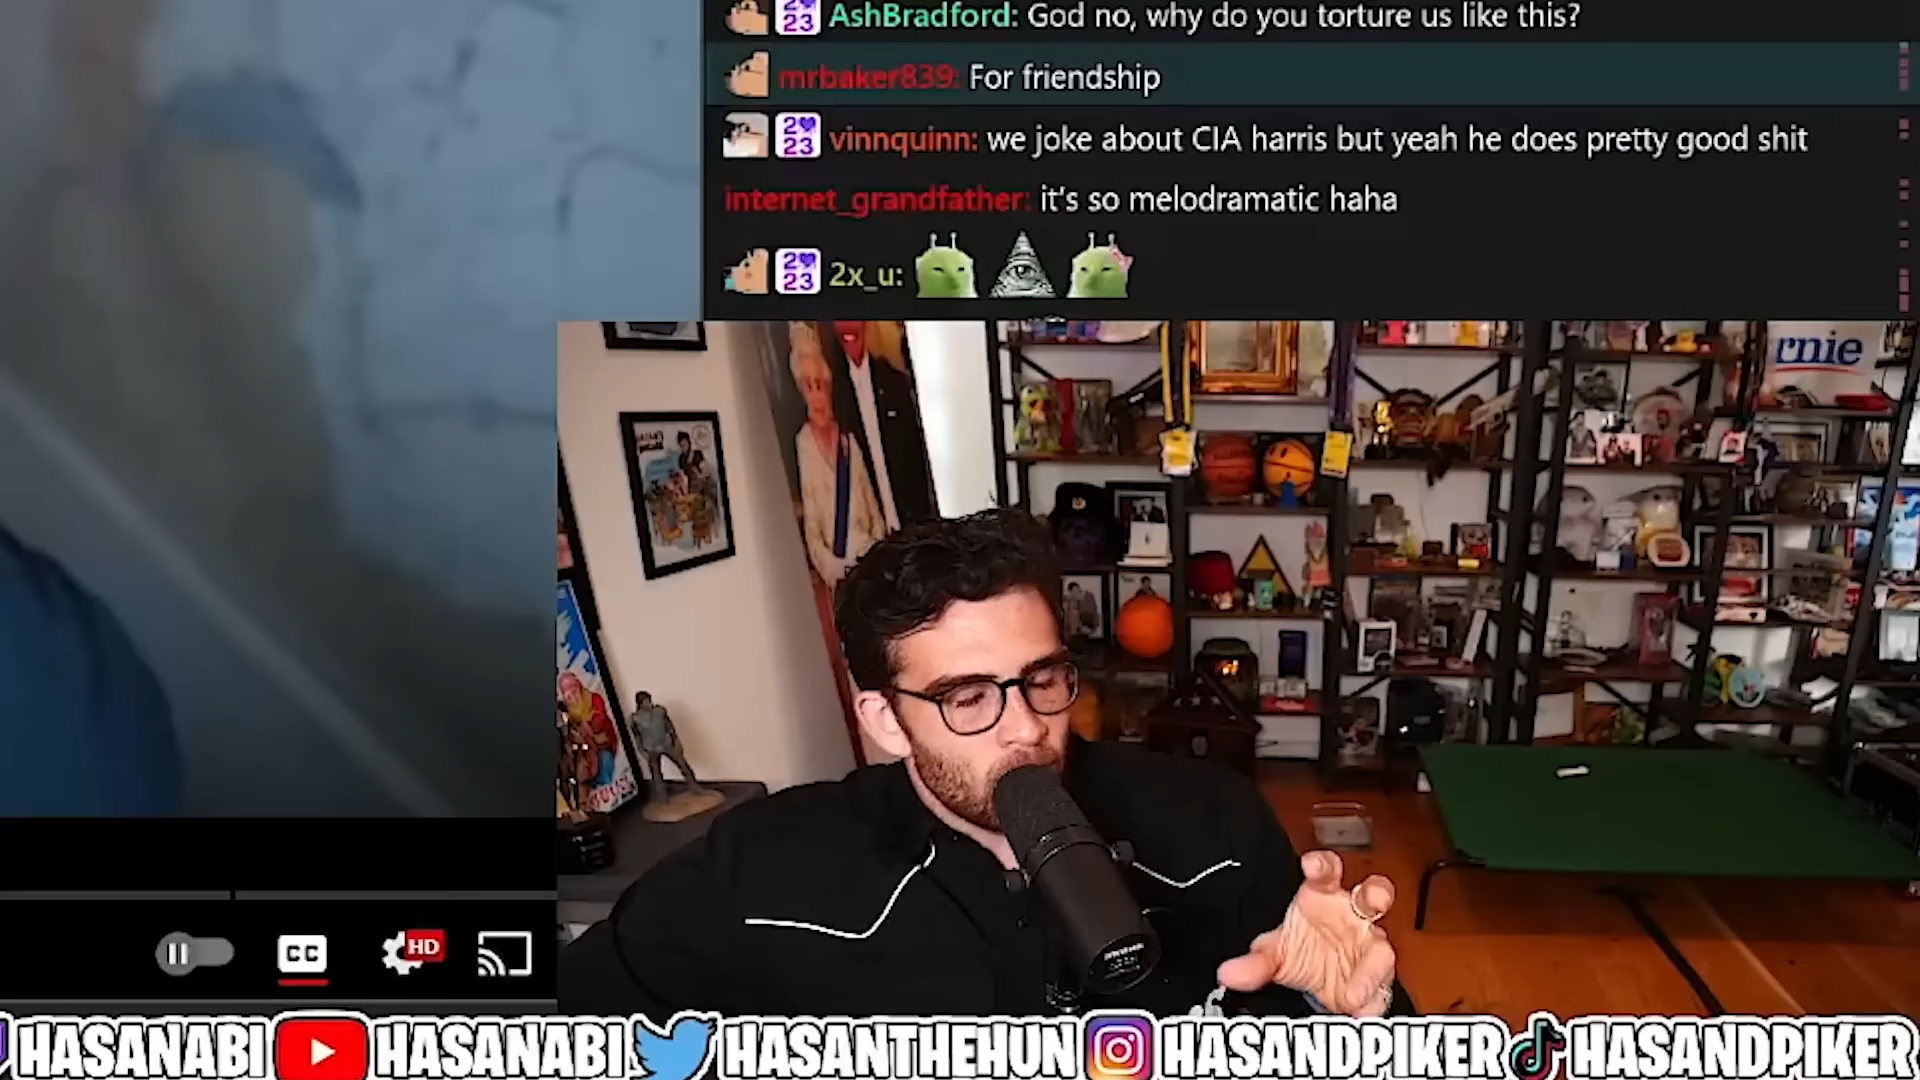 AshBradford: God no, why do you torture us like this?
mrbaker839: For friendship
vinnquinn: we joke about CIA harris but yeah he does pretty good shit
internet_grandfather: it's so melodramatic haha
2x_u:
rnie
CC
HD
HASANABI HASANABI HASANTHEHUN HASANDPIKER HASANDPIKER